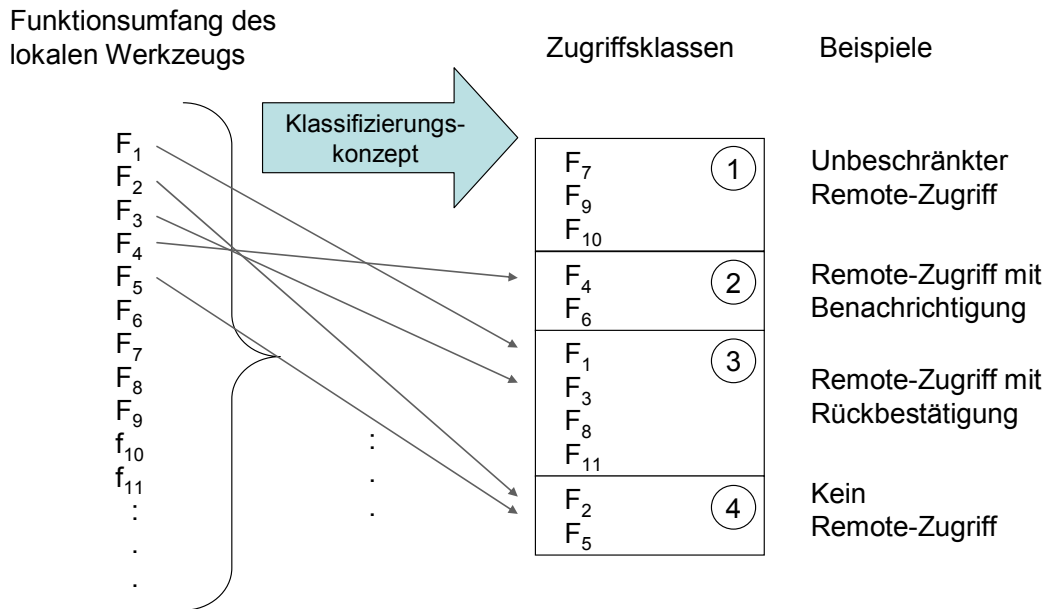 Funktionsumfang des
lokalen Werkzeugs
Zugriffsklassen
Beispiele
Klassifizierungs-
konzept
F1
F2
F3
F4
F5
F6
F7
F8
F9
f10
f11
:
.
.
:
.
.
F7
F9
F10
1
Unbeschränkter
Remote-Zugriff
F4
F6
2
Remote-Zugriff mit
Benachrichtigung
F1
F3
F8
F11
3
Remote-Zugriff mit
Rückbestätigung
F2
F5
4
Kein
Remote-Zugriff